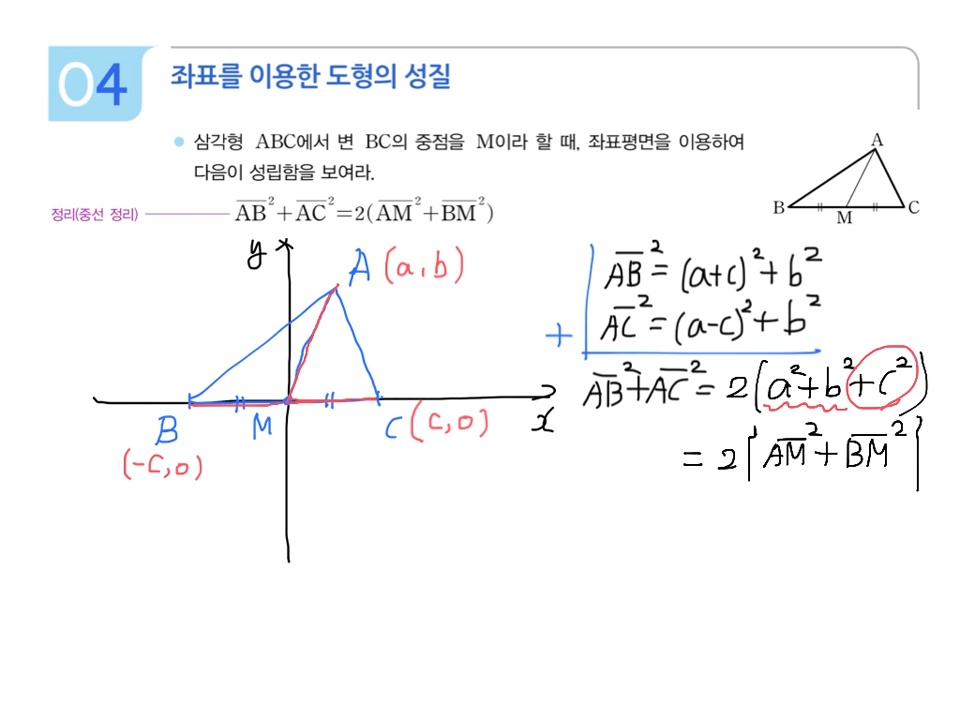 04
좌표를 이용한 도형의 성질
삼각형 ABC에서 변 BC의 중점을 M이라 할 때, 좌표평면을 이용하여
다음이 성립함을 보여라.
정리(중선 정리)
AB²+AC²=2(AM²+BM²)
A
B
M
C
y
A (a, b)
B
M
C (c, 0)
x
(-c, 0)
AB² = (a+c)² + b²
+
AC² = (a-c)² + b²
AB²+AC² = 2(a²+b²+c²)
= 2(AM²+BM²)